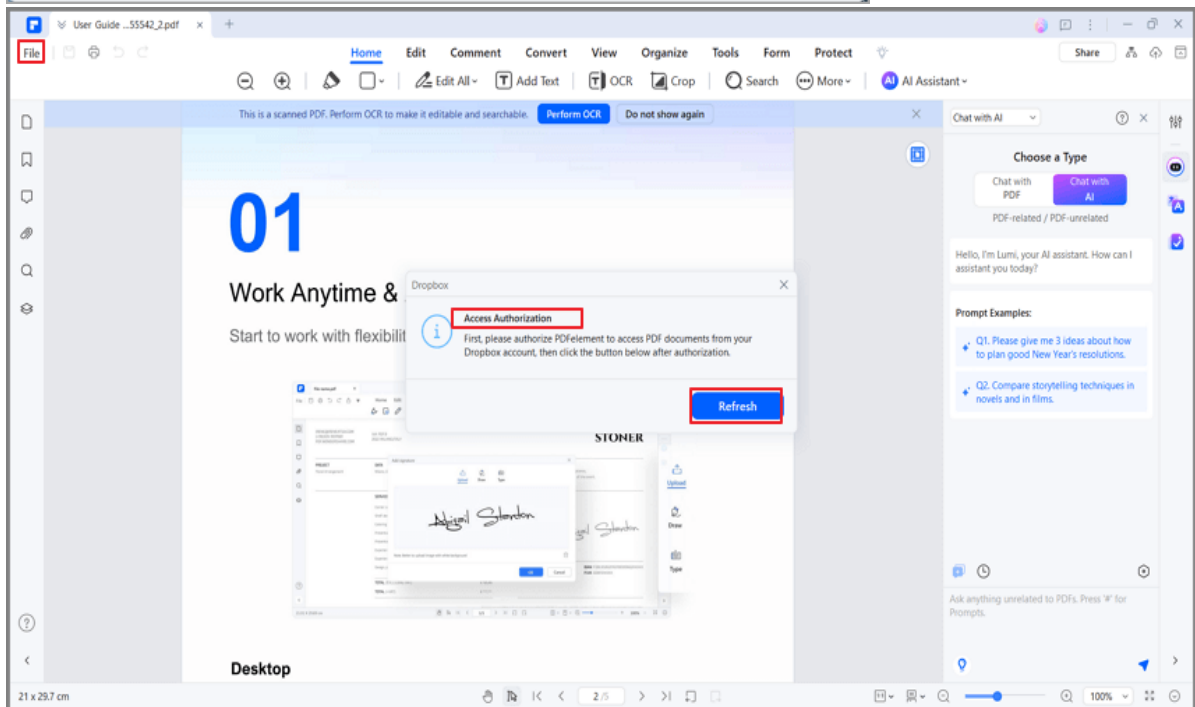 User Guide ...55542_2.pdf
File
Home Edit Comment Convert View Organize Tools Form Protect
Share
Edit All Add Text OCR Crop Search More AI AI Assistant
This is a scanned PDF. Perform OCR to make it editable and searchable. Perform OCR Do not show again
01
Work Anytime &
Start to work with flexibilit
Dropbox
Access Authorization
First, please authorize PDFelement to access PDF documents from your
Dropbox account, then click the button below after authorization.
Refresh
STONER
Abigail Standon
Upload
Draw
Type
Desktop
Chat with AI
Choose a Type
Chat with
PDF
Chat with
AI
PDF-related / PDF-unrelated
Hello, I'm Lumi, your AI assistant. How can I
assistant you today?
Prompt Examples:
Q1. Please give me 3 ideas about how
to plan good New Year's resolutions.
Q2. Compare storytelling techniques in
novels and in films.
Ask anything unrelated to PDFs. Press '#' for
Prompts.
21 x 29.7 cm
2 /5
100%